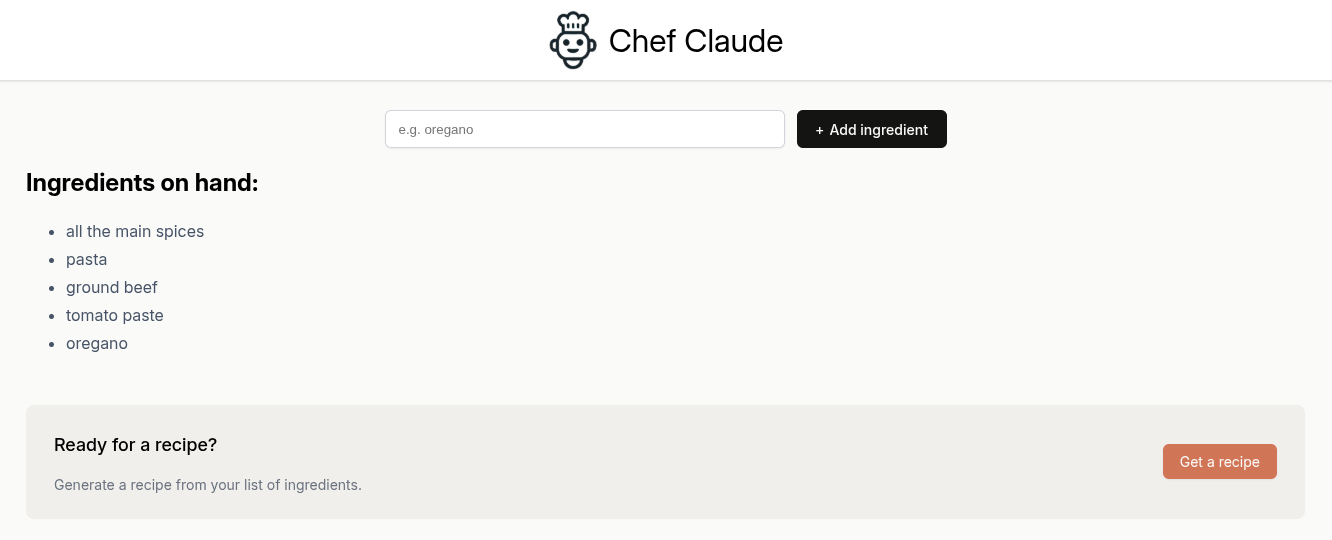 Chef Claude
e.g. oregano
+ Add ingredient
Ingredients on hand:
• all the main spices
• pasta
• ground beef
• tomato paste
• oregano
Ready for a recipe?
Generate a recipe from your list of ingredients.
Get a recipe